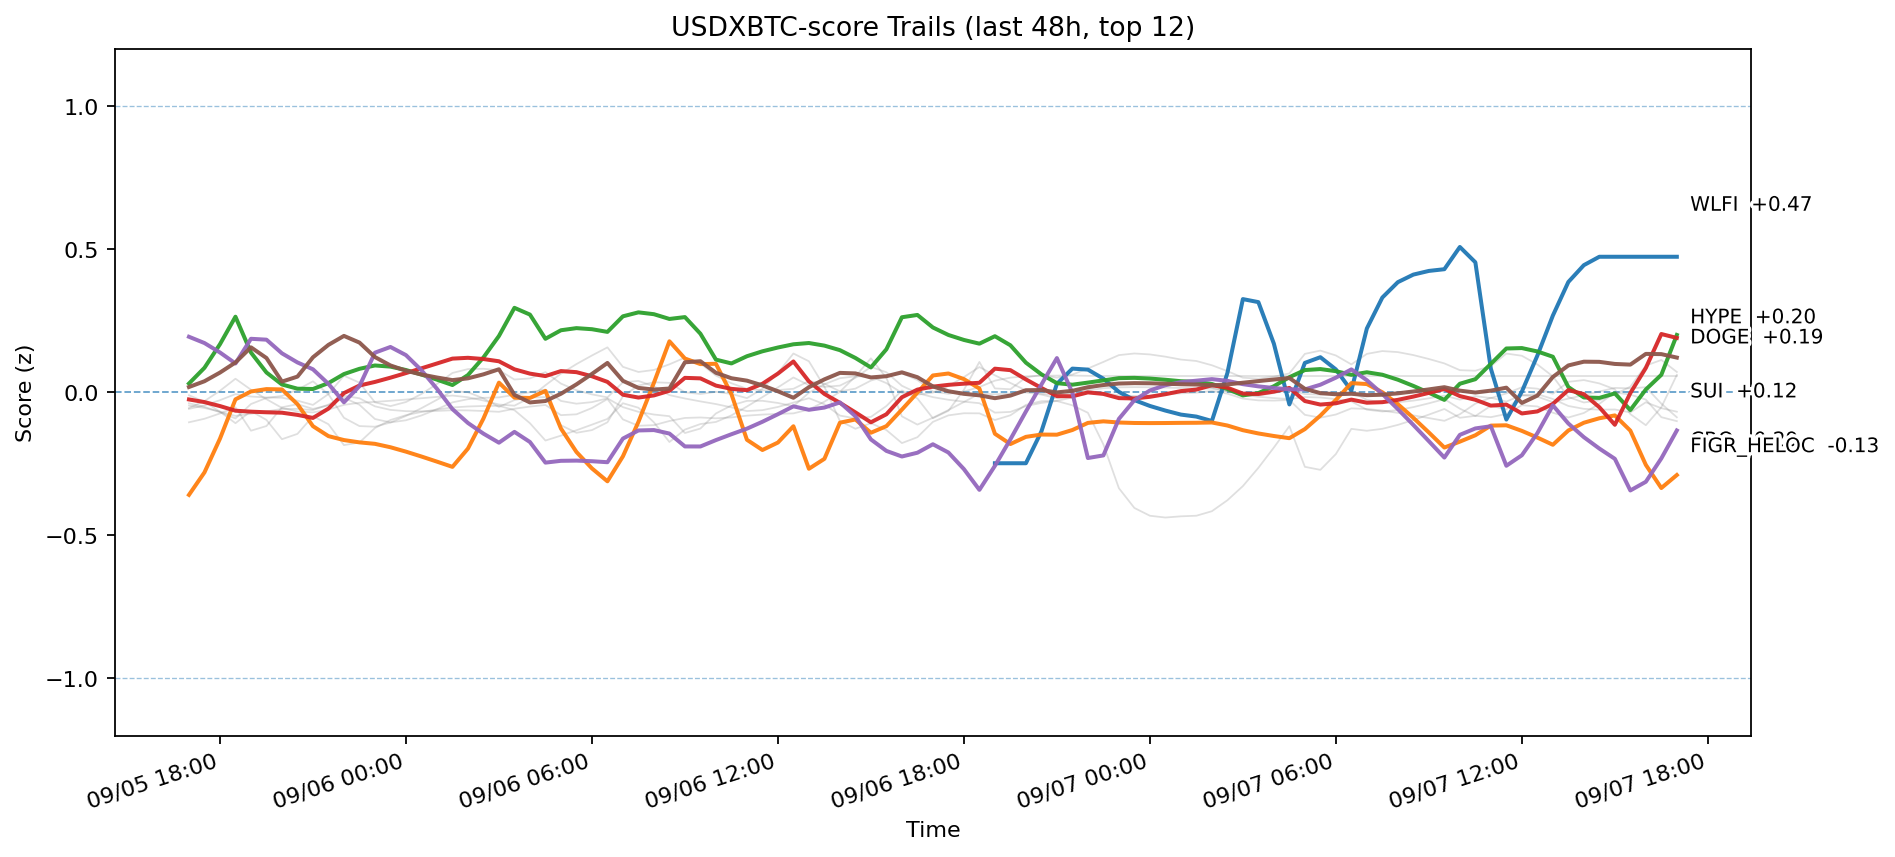 USDXBTC-score Trails (last 48h, top 12)
Score (z)
1.0
0.5
0.0
−0.5
−1.0
WLFI +0.47
HYPE +0.20
DOGE +0.19
SUI +0.12
FIGR_HELOC -0.13
09/05 18:00
09/06 00:00
09/06 06:00
09/06 12:00
09/06 18:00
09/07 00:00
09/07 06:00
09/07 12:00
09/07 18:00
Time